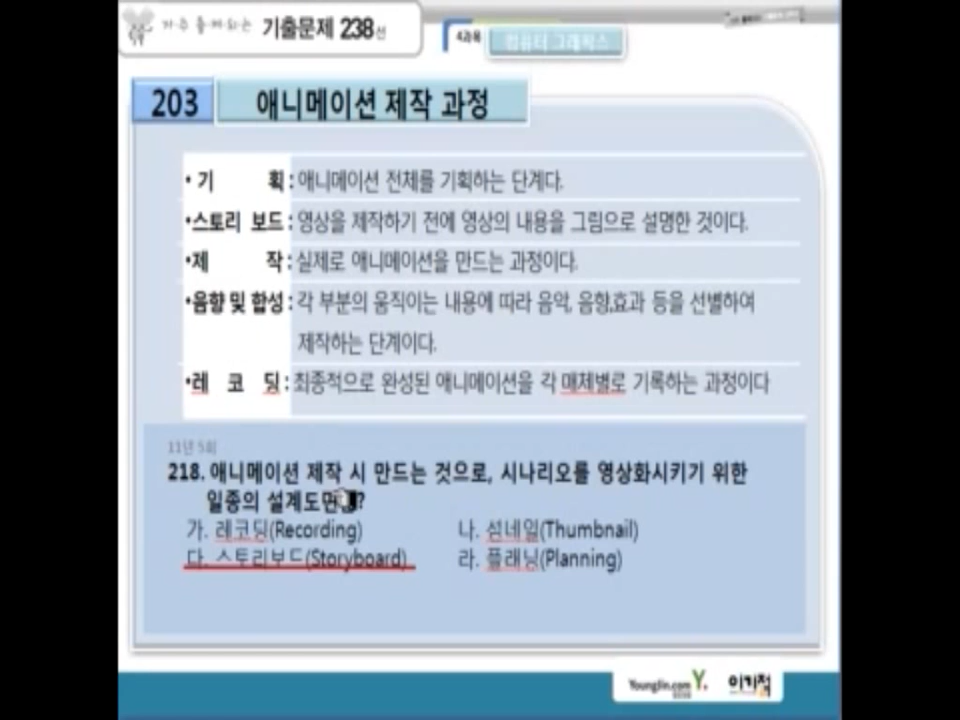 자주 출제되는 기출문제 238선
4과목 컴퓨터 그래픽스
203 애니메이션 제작 과정
•기 획: 애니메이션 전체를 기획하는 단계다.
•스토리 보드: 영상을 제작하기 전에 영상의 내용을 그림으로 설명한 것이다.
•제 작: 실제로 애니메이션을 만드는 과정이다.
•음향 및 합성: 각 부분의 움직이는 내용에 따라 음악, 음향,효과 등을 선별하여
제작하는 단계이다.
•레 코 딩: 최종적으로 완성된 애니메이션을 각 매체별로 기록하는 과정이다
11년 5회
218. 애니메이션 제작 시 만드는 것으로, 시나리오를 영상화시키기 위한
일종의 설계도면?
가. 레코딩(Recording) 나. 섬네일(Thumbnail)
다. 스토리보드(Storyboard) 라. 플래닝(Planning)
YoungJin.com Y. 이기적